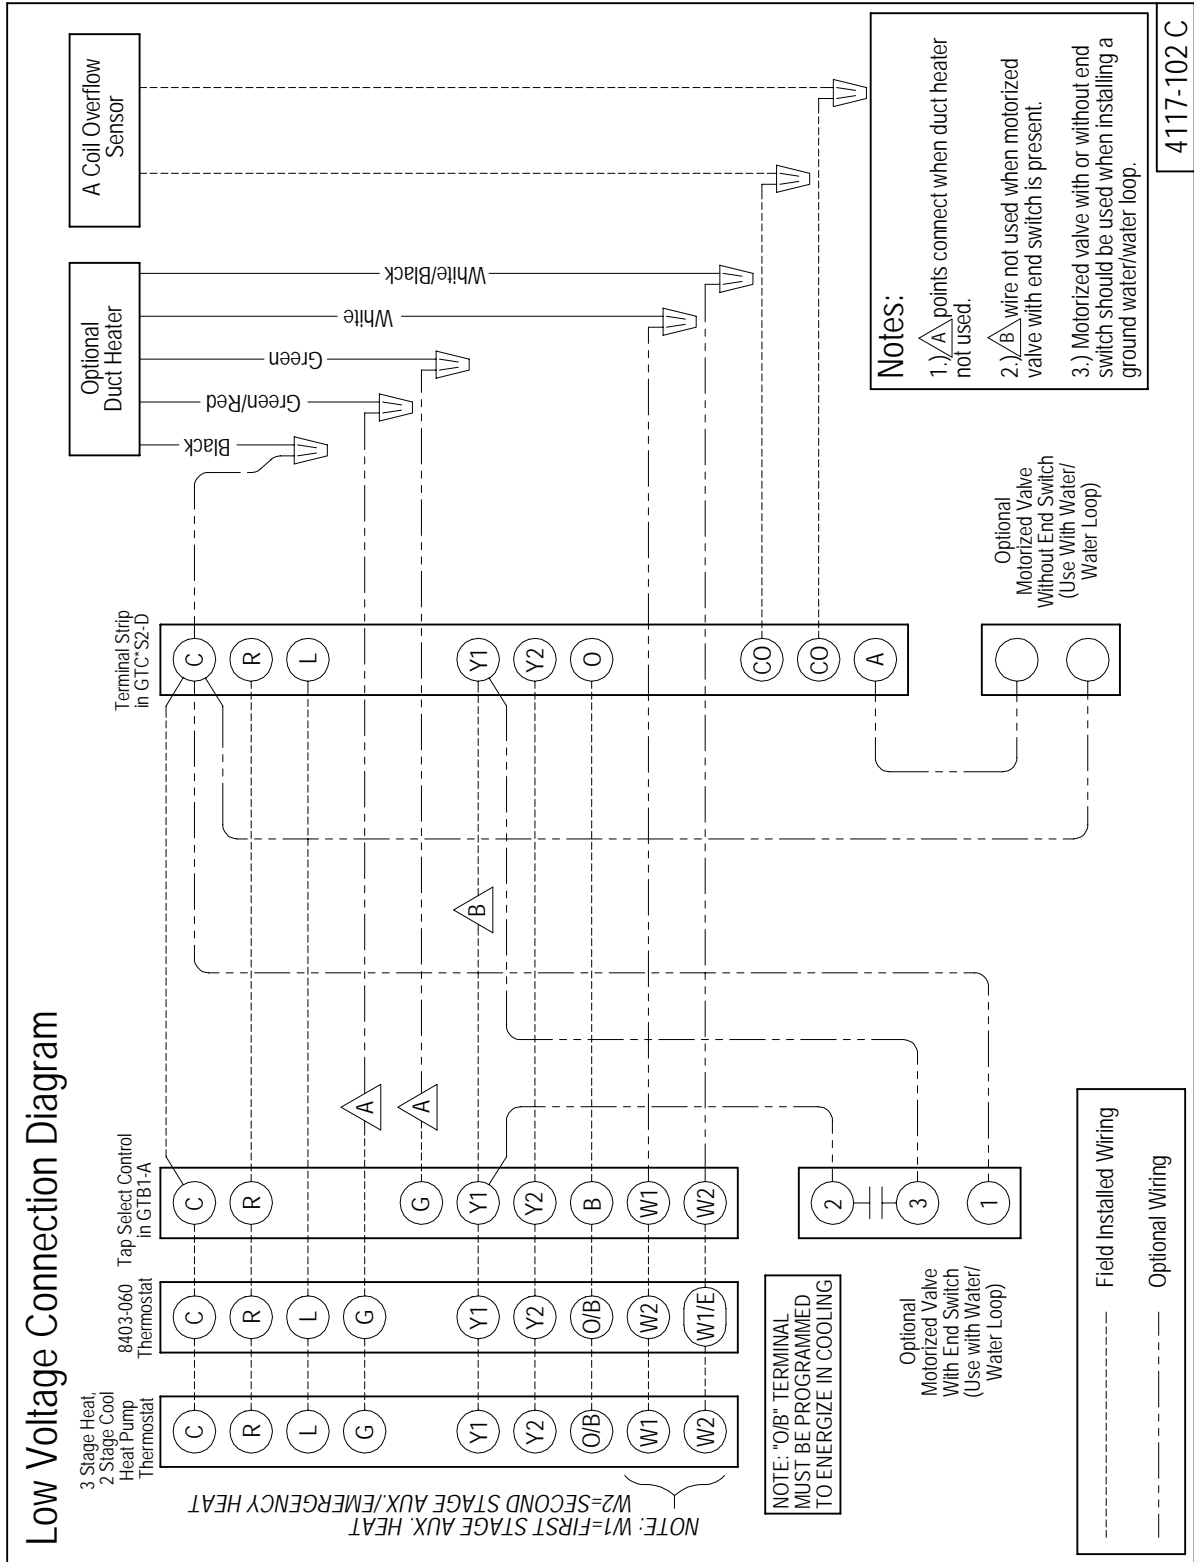 Low Voltage Connection Diagram
3 Stage Heat,
2 Stage Cool
Heat Pump
Thermostat
C
R
L
G
Y1
Y2
O/B
W1
W2
NOTE: W1=FIRST STAGE AUX. HEAT
W2=SECOND STAGE AUX./EMERGENCY HEAT
8403-060
Thermostat
C
R
L
G
Y1
Y2
O/B
W2
W1/E
Tap Select Control
in GTB1-A
C
R
G
Y1
Y2
B
W1
W2
A
A
B
Terminal Strip
in GTC*S2-D
C
R
L
Y1
Y2
O
CO
CO
A
Optional
Duct Heater
Black
Green/Red
Green
White
White/Black
A Coil Overflow
Sensor
NOTE: "O/B" TERMINAL
MUST BE PROGRAMMED
TO ENERGIZE IN COOLING
Optional
Motorized Valve
With End Switch
(Use with Water/
Water Loop)
2
3
1
Optional
Motorized Valve
Without End Switch
(Use With Water/
Water Loop)
Field Installed Wiring
Optional Wiring
Notes:
1.) A points connect when duct heater
not used.
2.) B wire not used when motorized
valve with end switch is present.
3.) Motorized valve with or without end
switch should be used when installing a
ground water/water loop.
4117-102 C